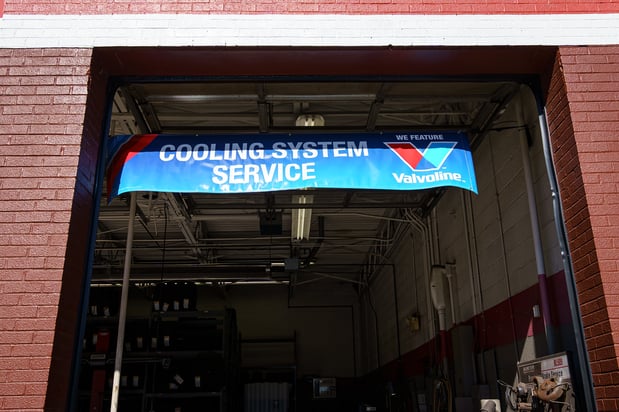 WE FEATURE
COOLING SYSTEM
SERVICE
Valvoline